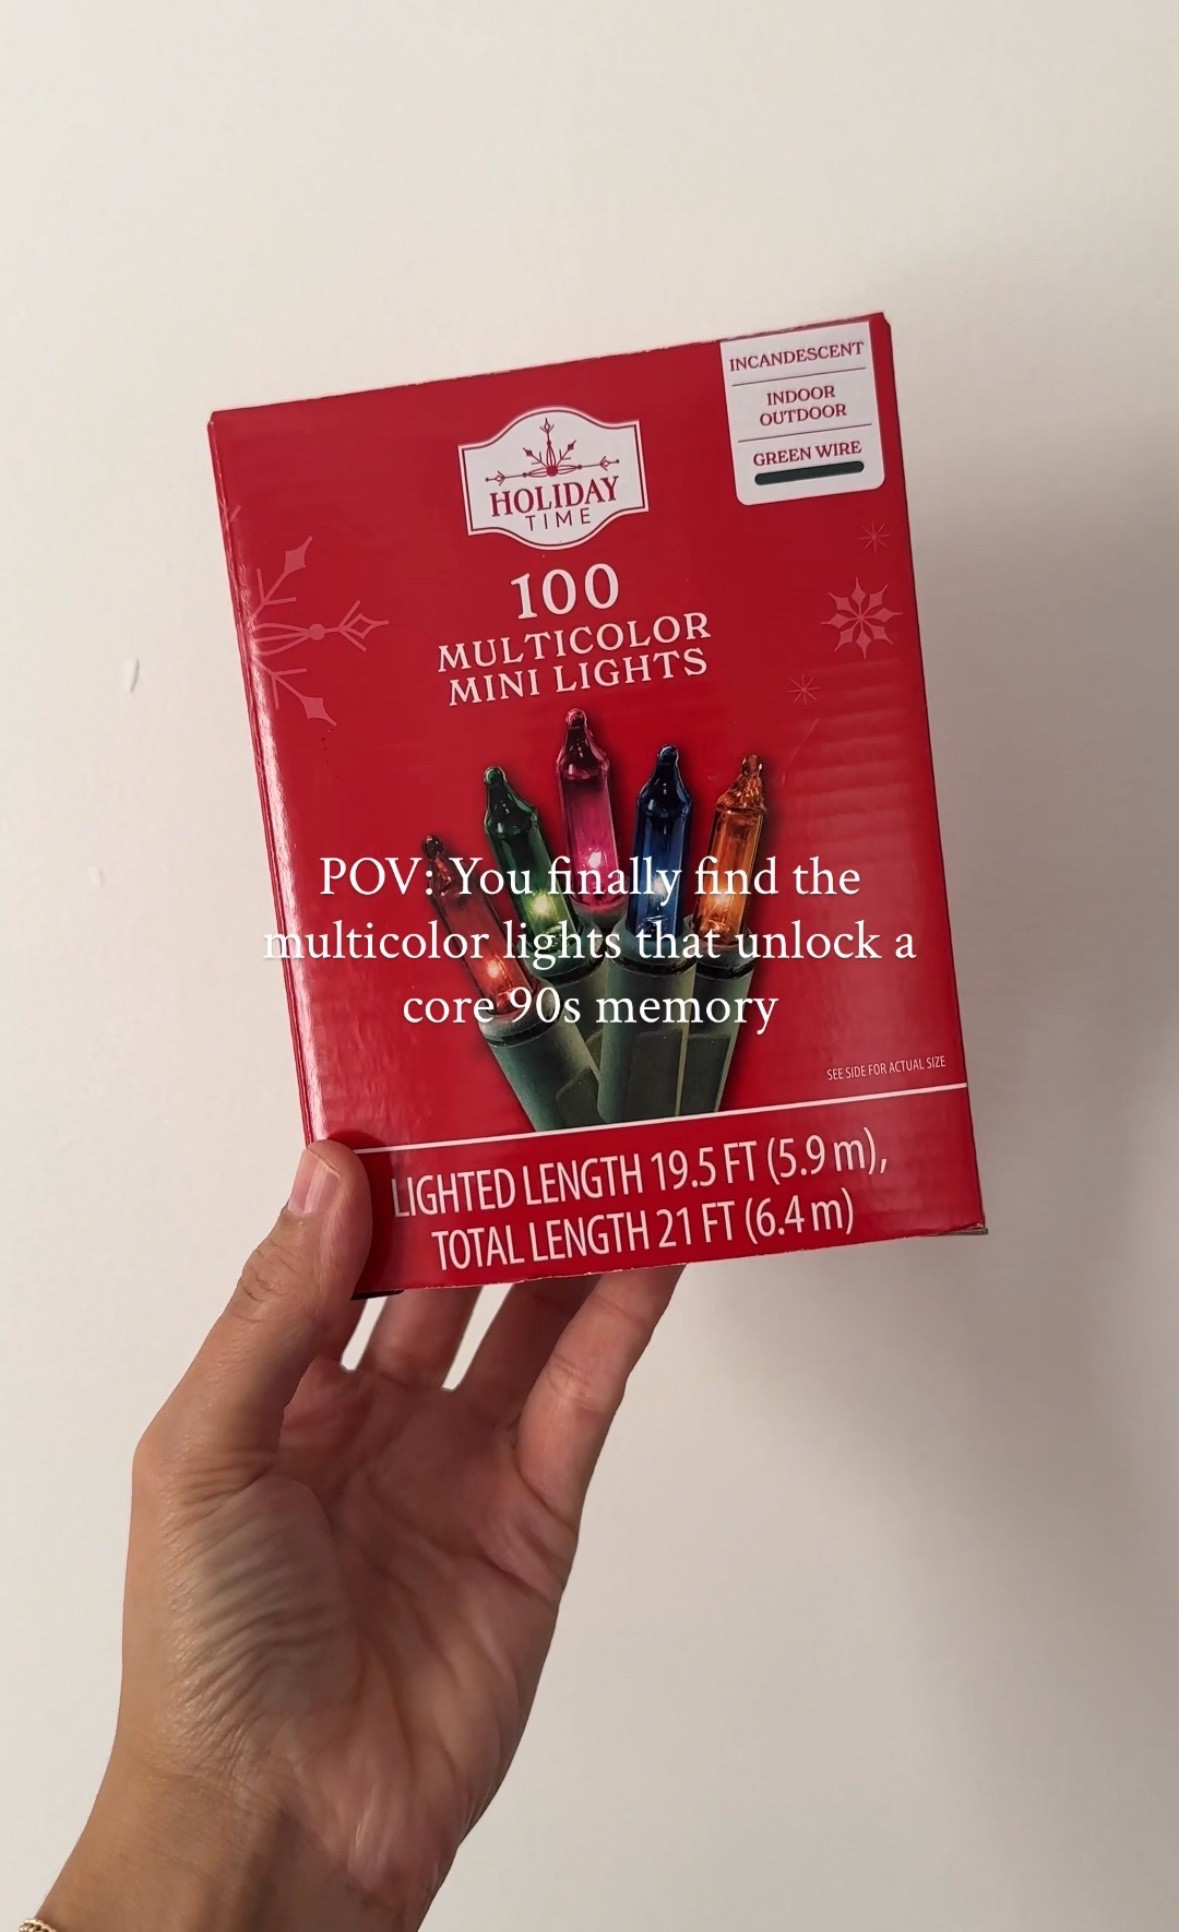 INCANDESCENT
INDOOR
OUTDOOR
GREEN WIRE
HOLIDAY
TIME
100
MULTICOLOR
MINI LIGHTS
POV: You finally find the
multicolor lights that unlock a
core 90s memory
SEE SIDE FOR ACTUAL SIZE
LIGHTED LENGTH 19.5 FT (5.9 m),
TOTAL LENGTH 21 FT (6.4 m)